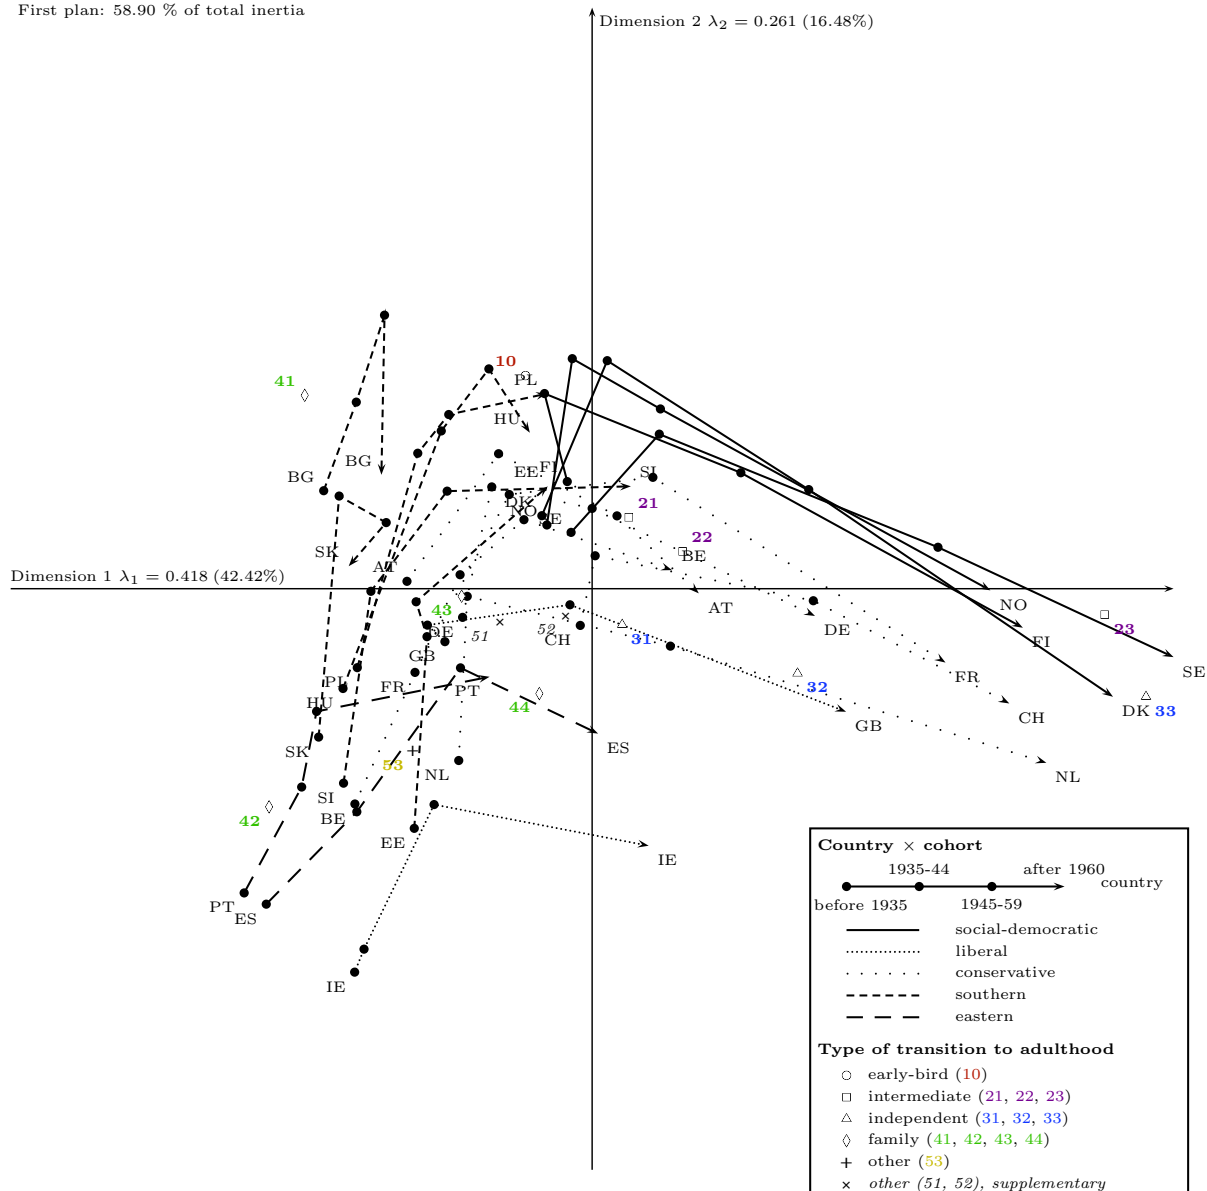 First plan: 58.90 % of total inertia
Dimension 2 λ2 = 0.261 (16.48%)
10
41
PL
HU
BG
BG
EE
FI
SI
DK
NO
SE
21
22
SK
AT
BE
Dimension 1 λ1 = 0.418 (42.42%)
NO
AT
43
DE
51
52
CH
31
DE
23
FI
GB
FR
SE
PL
FR
PT
32
HU
44
CH
DK 33
GB
SK
ES
53
NL
NL
SI
BE
42
EE
IE
PT
ES
IE
Country × cohort
1935-44
after 1960
country
before 1935
1945-59
social-democratic
liberal
conservative
southern
eastern
Type of transition to adulthood
early-bird (10)
intermediate (21, 22, 23)
independent (31, 32, 33)
family (41, 42, 43, 44)
other (53)
other (51, 52), supplementary